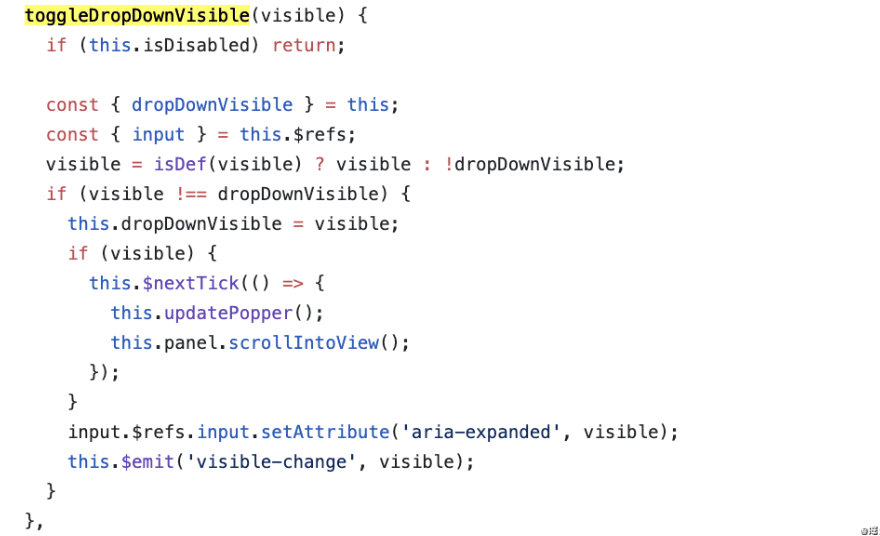 toggleDropDownVisible(visible) {
if (this.isDisabled) return;
const { dropDownVisible } = this;
const { input } = this.$refs;
visible = isDef(visible) ? visible : !dropDownVisible;
if (visible !== dropDownVisible) {
this.dropDownVisible = visible;
if (visible) {
this.$nextTick(() => {
this.updatePopper();
this.panel.scrollIntoView();
});
}
input.$refs.input.setAttribute('aria-expanded', visible);
this.$emit('visible-change', visible);
}
},